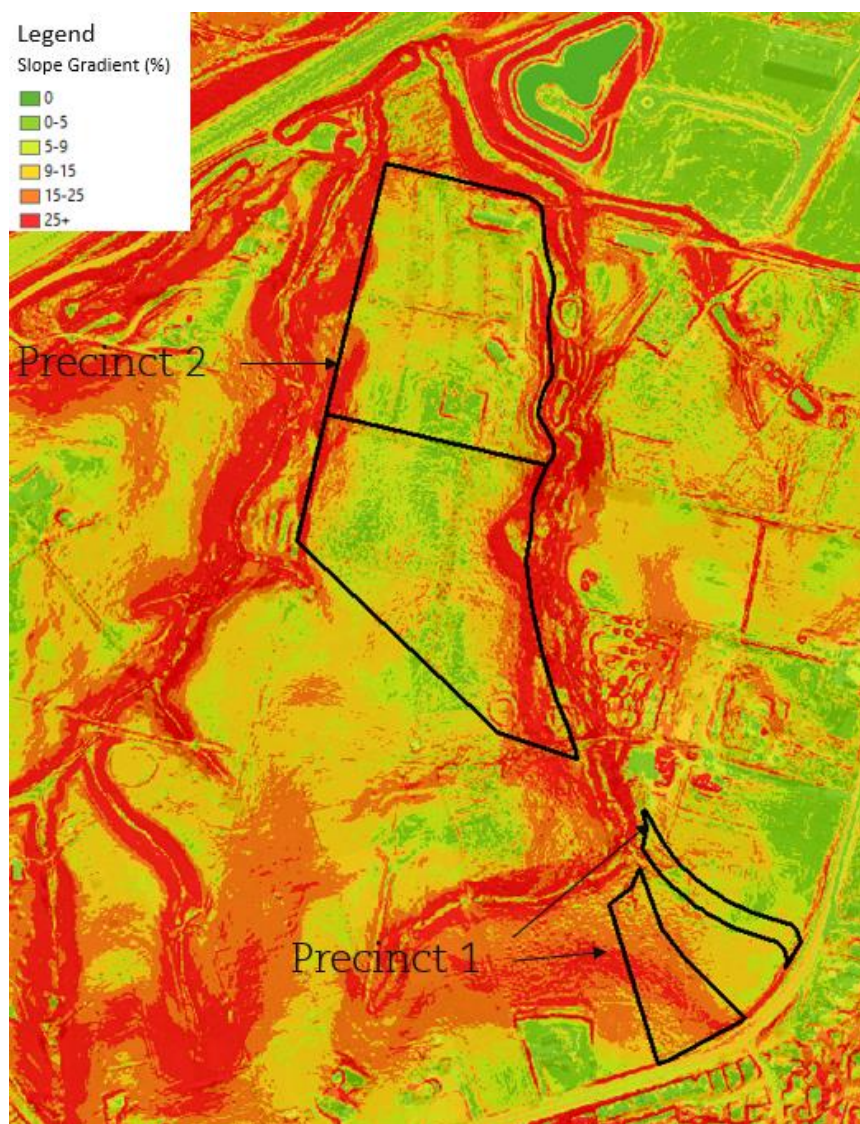 Legend
Slope Gradient (%)
0
0-5
5-9
9-15
15-25
25+
Precinct 2
Precinct 1